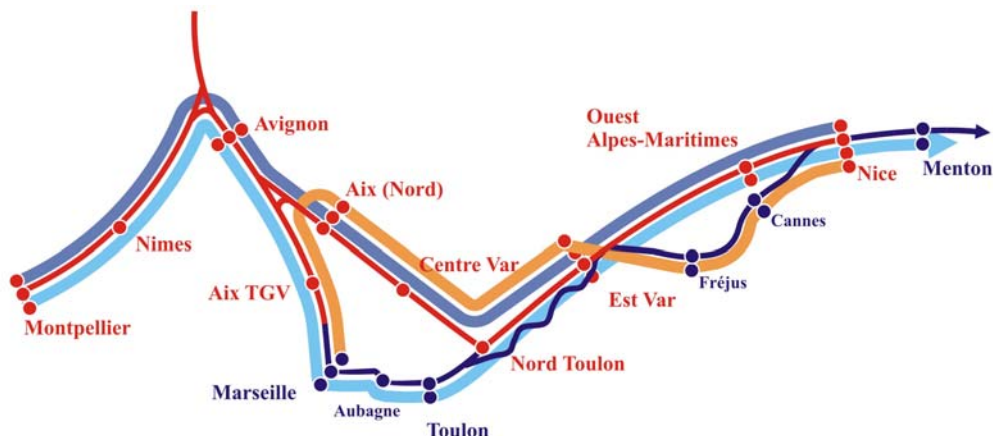 Avignon
Ouest
Alpes-Maritimes
Menton
Nice
Aix (Nord)
Cannes
Nimes
Centre Var
Fréjus
Aix TGV
Est Var
Montpellier
Nord Toulon
Marseille
Aubagne
Toulon